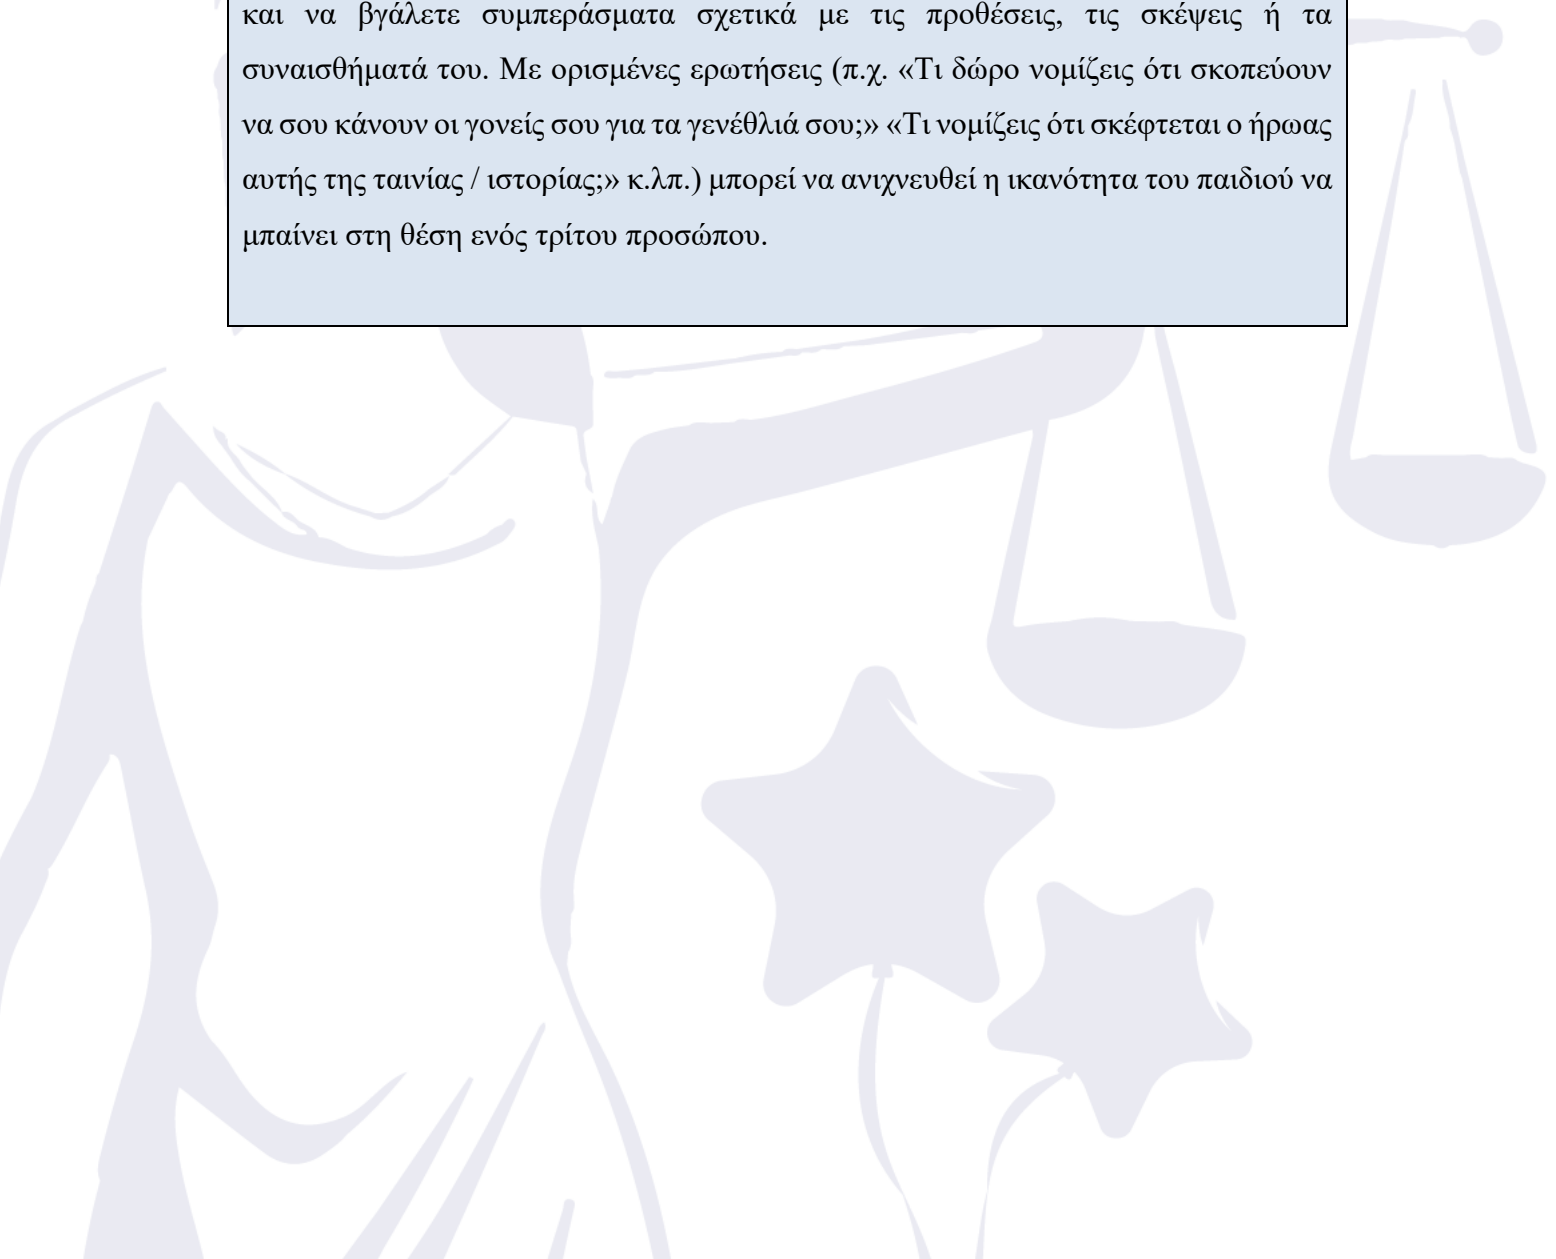 και να βγάλετε συμπεράσματα σχετικά με τις προθέσεις, τις σκέψεις ή τα
συναισθήματά του. Με ορισμένες ερωτήσεις (π.χ. «Τι δώρο νομίζεις ότι σκοπεύουν
να σου κάνουν οι γονείς σου για τα γενέθλιά σου;» «Τι νομίζεις ότι σκέφτεται ο ήρωας
αυτής της ταινίας / ιστορίας;» κ.λπ.) μπορεί να ανιχνευθεί η ικανότητα του παιδιού να
μπαίνει στη θέση ενός τρίτου προσώπου.